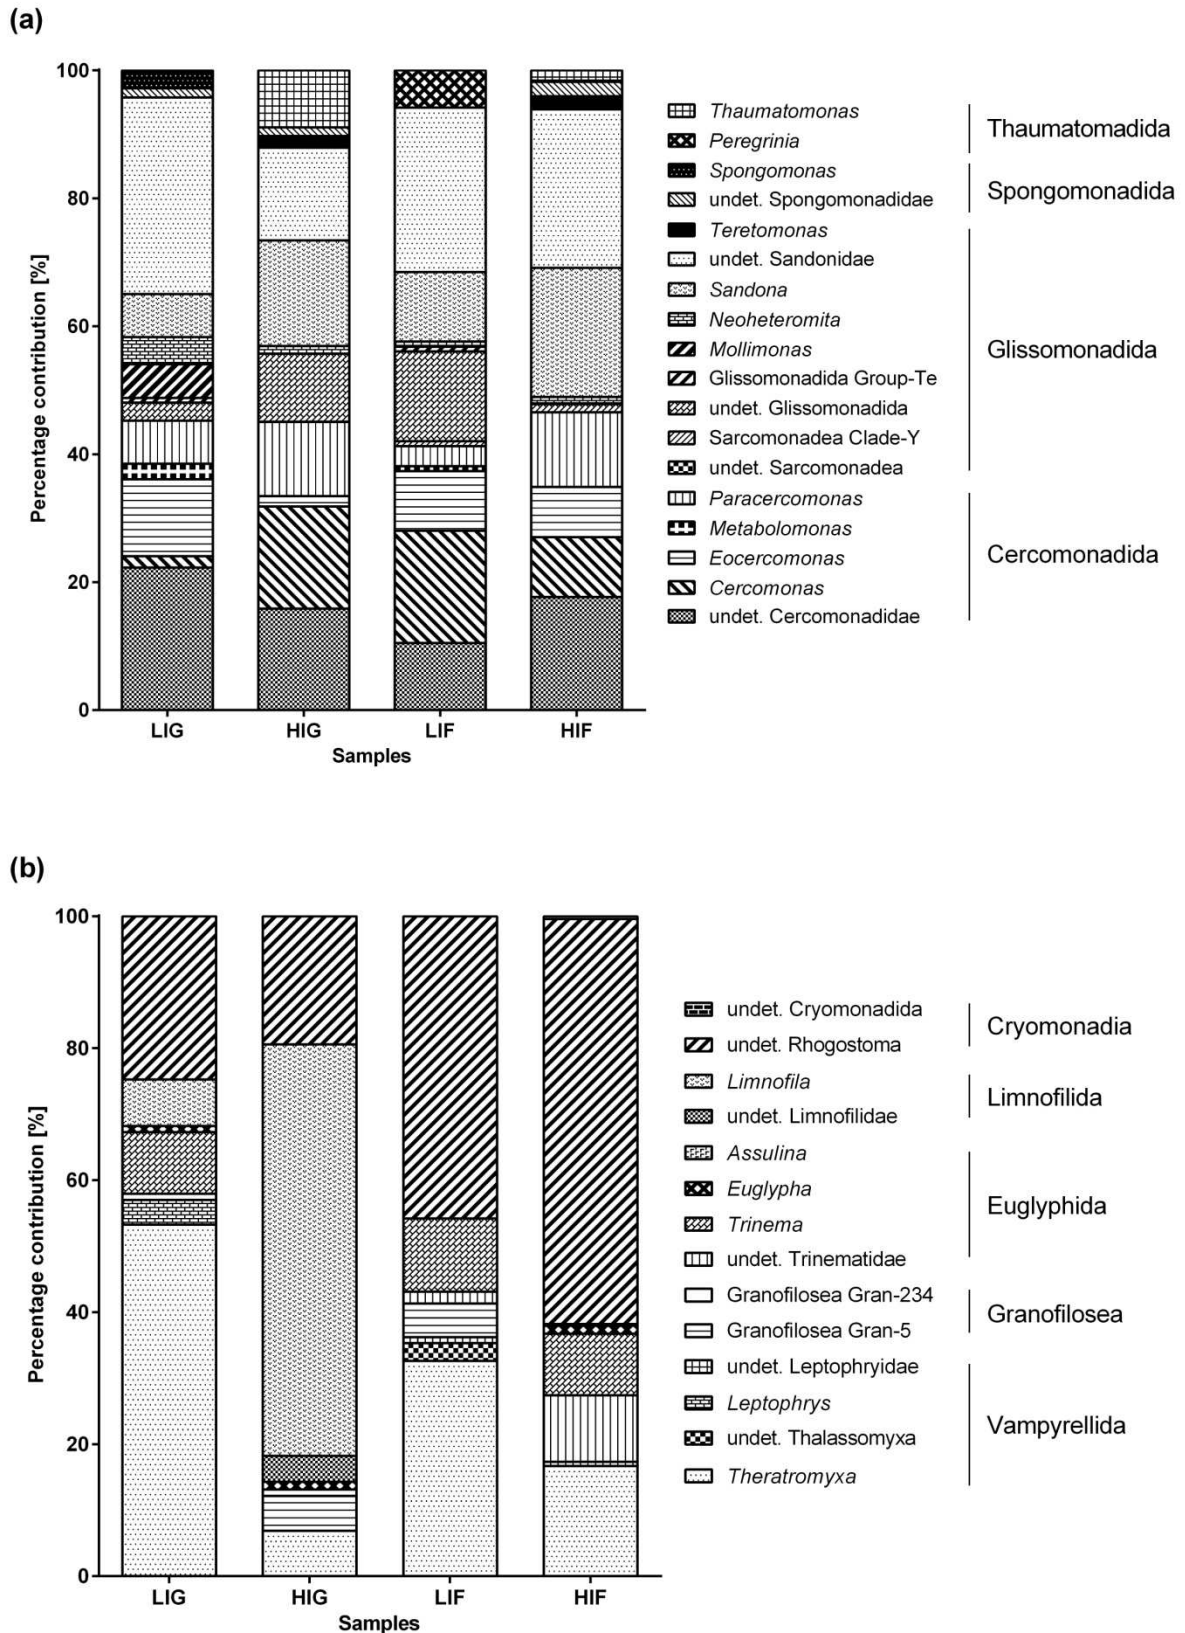 (a)
Percentage contribution [%]
100
80
60
40
20
0
LIG HIG LIF HIF
Samples
Thaumatomonas
Peregrinia
Spongomonas
undet. Spongomonadidae
Teretomonas
undet. Sandonidae
Sandona
Neoheteromita
Mollimonas
Glissomonadida Group-Te
undet. Glissomonadida
Sarcomonadea Clade-Y
undet. Sarcomonadea
Paracercomonas
Metabolomonas
Eocercomonas
Cercomonas
undet. Cercomonadidae
Thaumatomadida
Spongomonadida
Glissomonadida
Cercomonadida
(b)
Percentage contribution [%]
100
80
60
40
20
0
LIG HIG LIF HIF
Samples
undet. Cryomonadida
undet. Rhogostoma
Limnofila
undet. Limnofilidae
Assulina
Euglypha
Trinema
undet. Trinematidae
Granofilosea Gran-234
Granofilosea Gran-5
undet. Leptophryidae
Leptophrys
undet. Thalassomyxa
Theratromyxa
Cryomonadia
Limnofilida
Euglyphida
Granofilosea
Vampyrellida